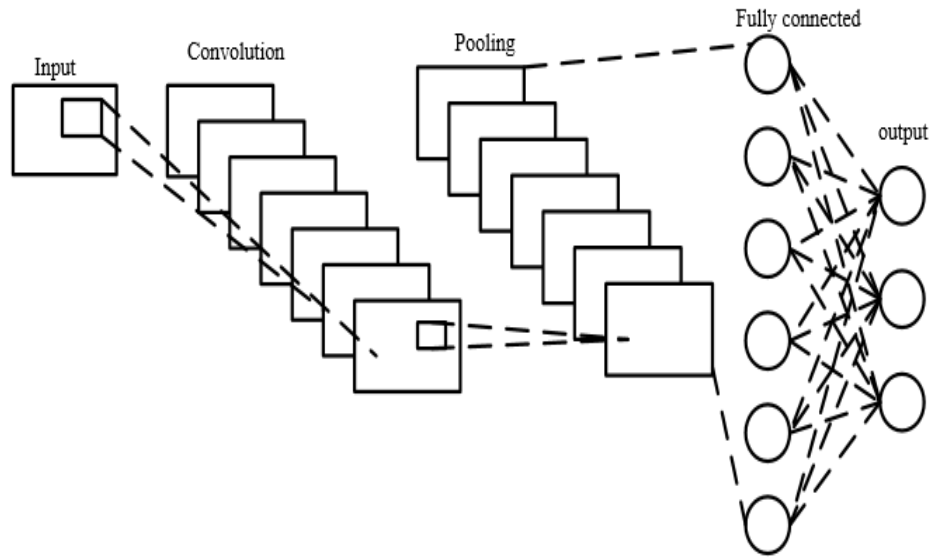 Input
Convolution
Pooling
Fully connected
output